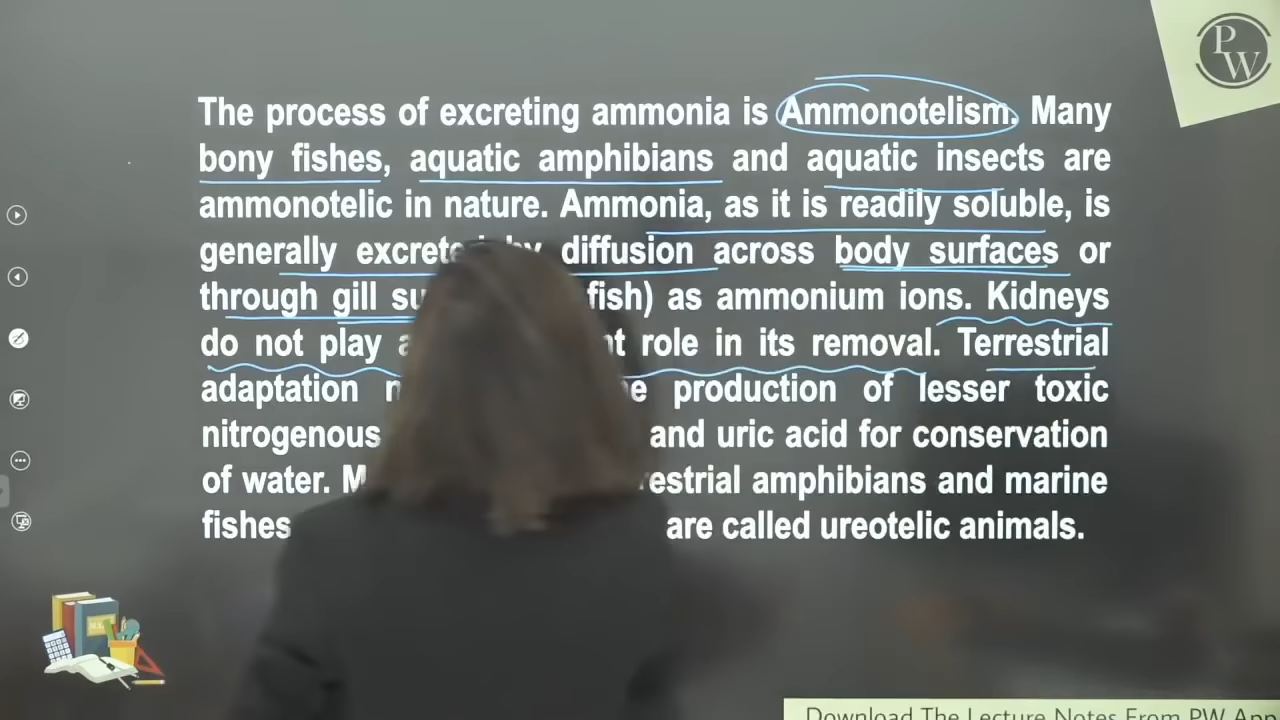 PW
The process of excreting ammonia is Ammonotelism. Many
bony fishes, aquatic amphibians and aquatic insects are
ammonotelic in nature. Ammonia, as it is readily soluble, is
generally excreted by diffusion across body surfaces or
through gill fish) as ammonium ions. Kidneys
do not play role in its removal. Terrestrial
adaptation production of lesser toxic
nitrogenous and uric acid for conservation
of water. amphibians and marine
fishes are called ureotelic animals.
Download The Lecture Notes From PW App